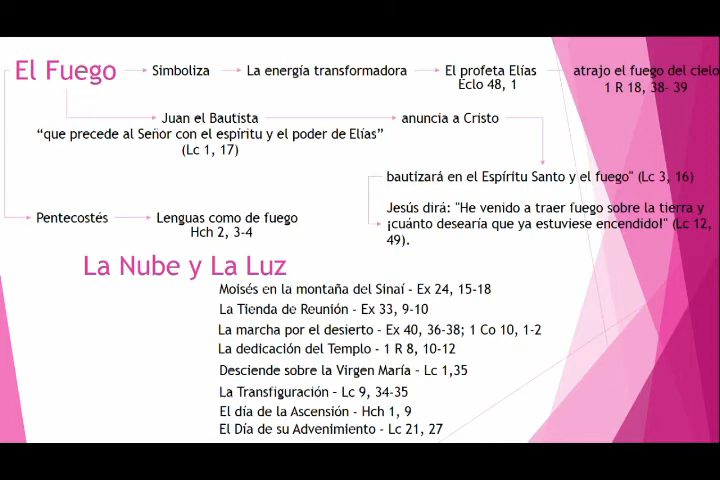 El Fuego Simboliza La energía transformadora El profeta Elías atrajo el fuego del cielo
Eclo 48, 1 1 R 18, 38- 39
Juan el Bautista anuncia a Cristo
“que precede al Señor con el espíritu y el poder de Elías”
(Lc 1, 17)
bautizará en el Espíritu Santo y el fuego" (Lc 3, 16)
Jesús dirá: "He venido a traer fuego sobre la tierra y
¡cuánto desearía que ya estuviese encendido!" (Lc 12,
49).
Pentecostés Lenguas como de fuego
Hch 2, 3-4
La Nube y La Luz
Moisés en la montaña del Sinaí - Ex 24, 15-18
La Tienda de Reunión - Ex 33, 9-10
La marcha por el desierto - Ex 40, 36-38; 1 Co 10, 1-2
La dedicación del Templo - 1 R 8, 10-12
Desciende sobre la Virgen María - Lc 1,35
La Transfiguración - Lc 9, 34-35
El día de la Ascensión - Hch 1, 9
El Día de su Advenimiento - Lc 21, 27